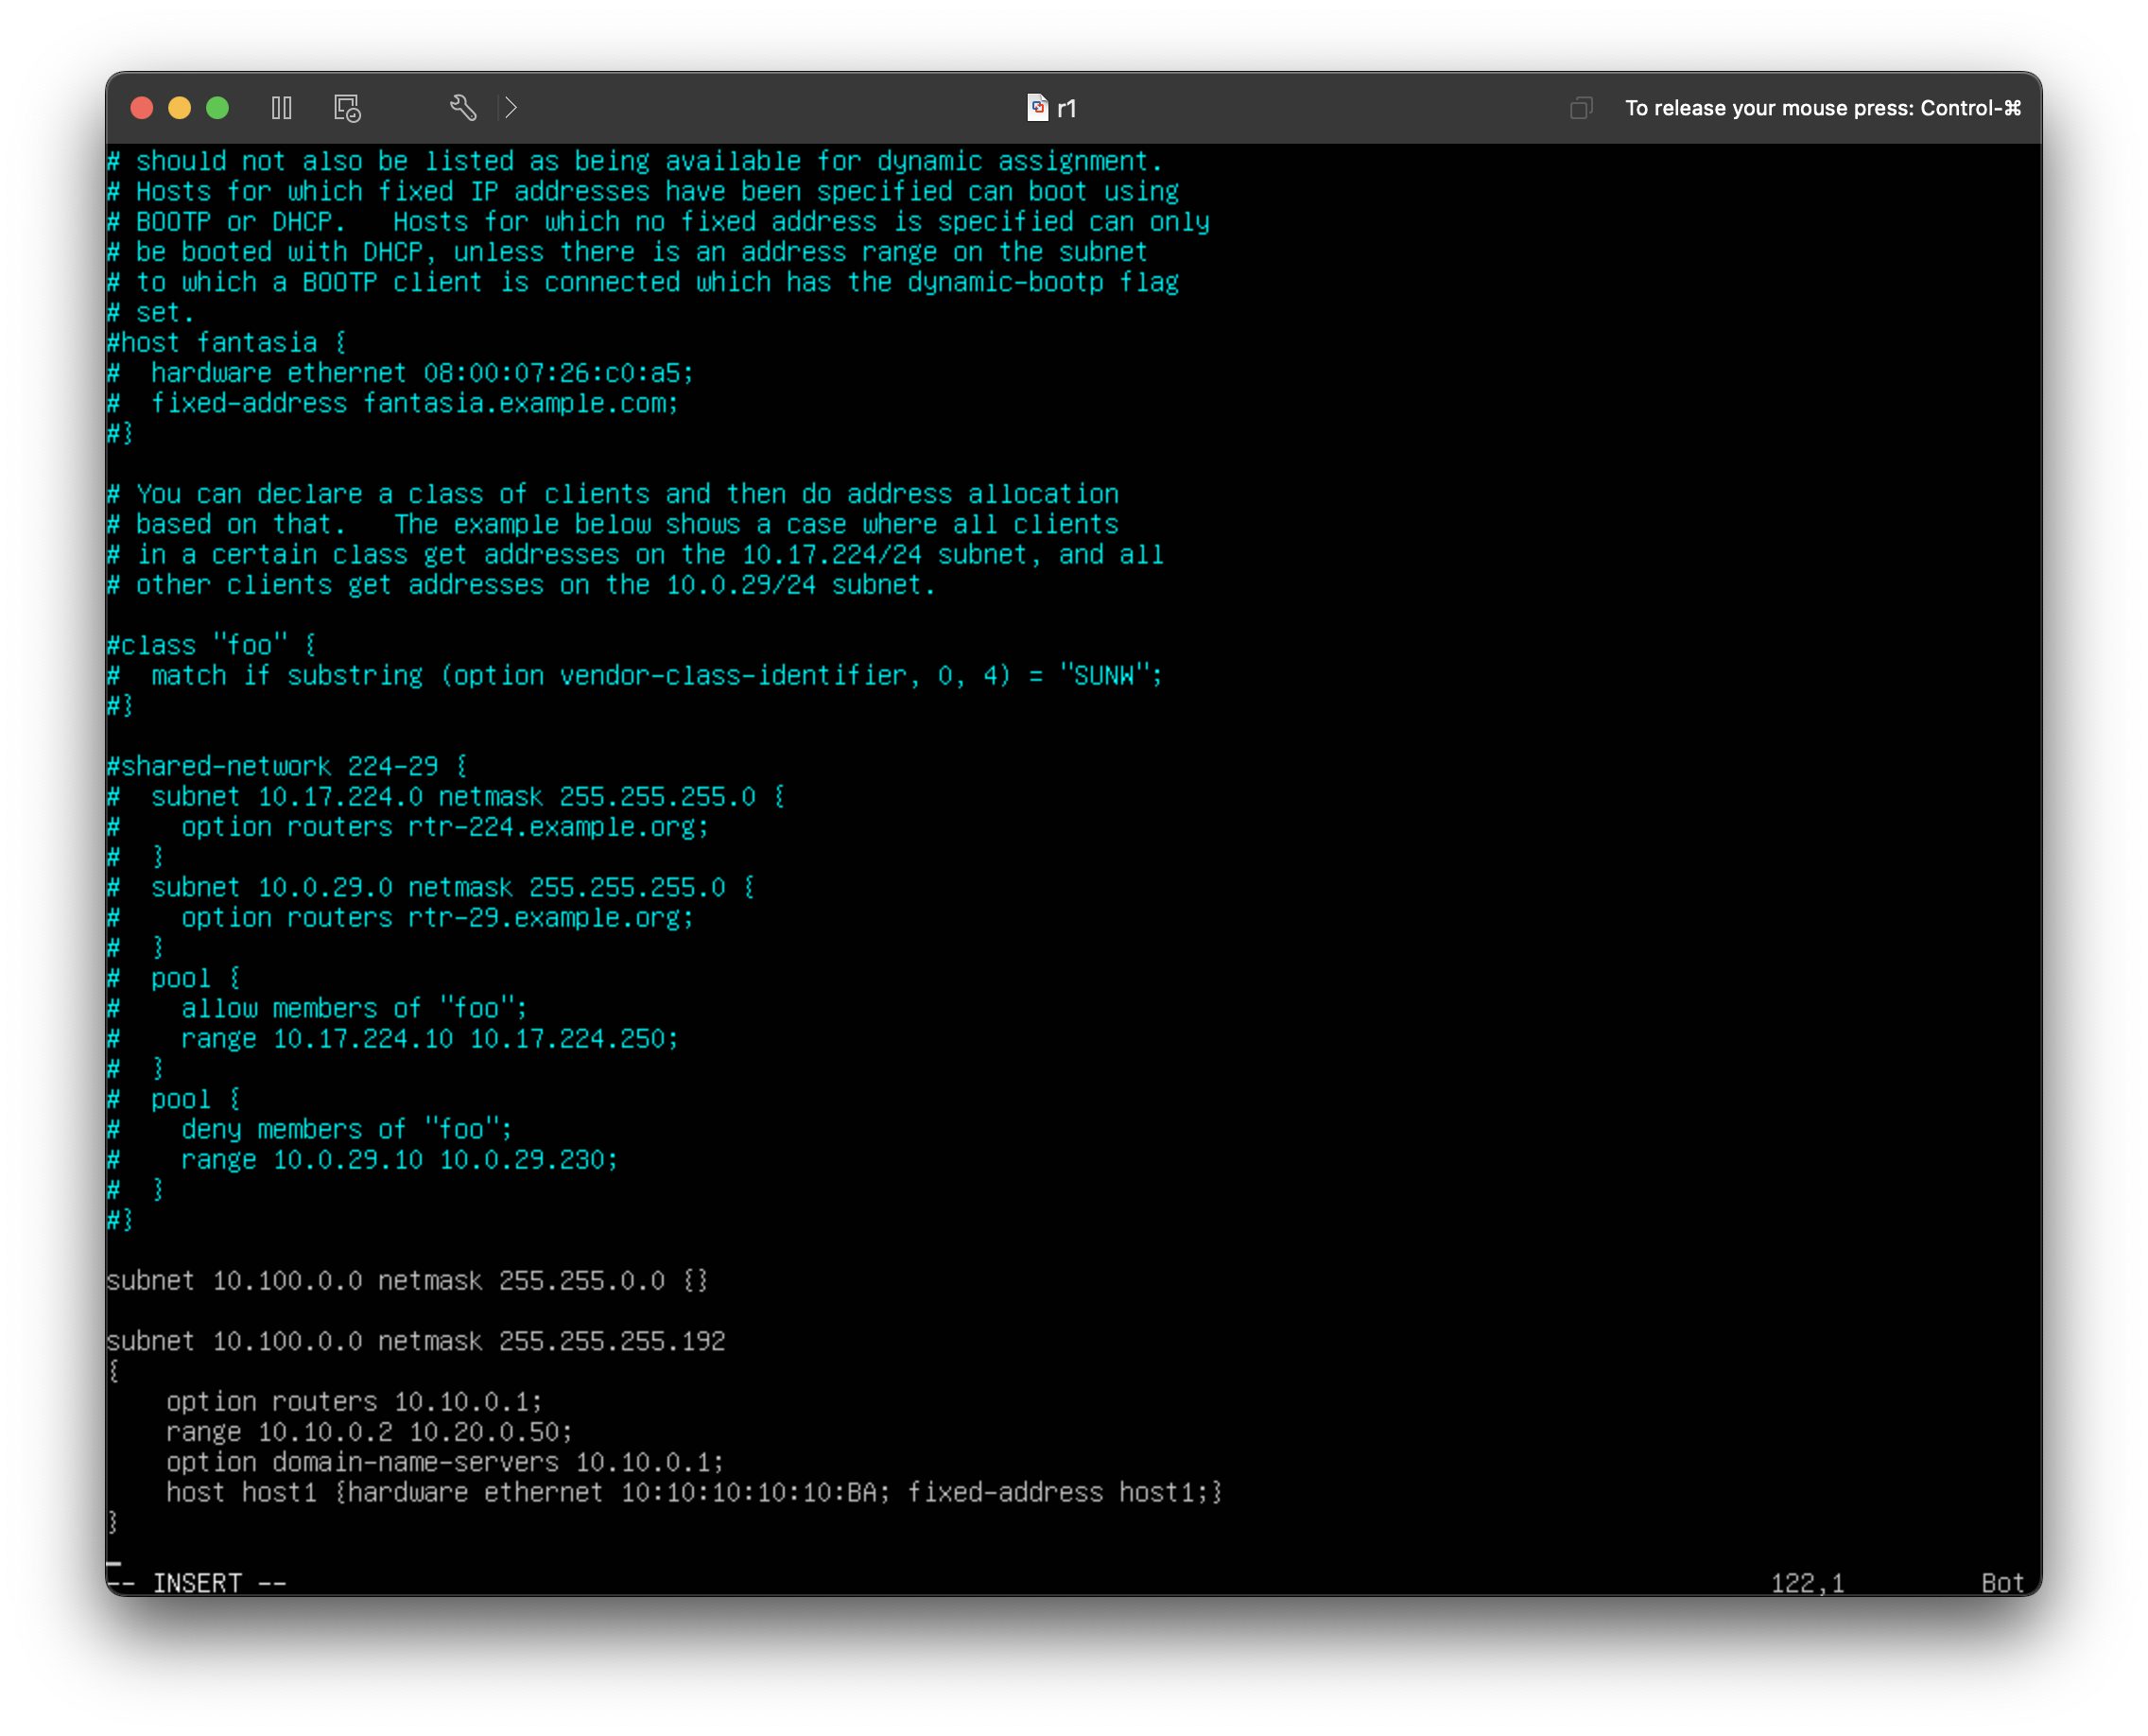 r1
To release your mouse press: Control-⌘
# should not also be listed as being available for dynamic assignment.
# Hosts for which fixed IP addresses have been specified can boot using
# BOOTP or DHCP.   Hosts for which no fixed address is specified can only
# be booted with DHCP, unless there is an address range on the subnet
# to which a BOOTP client is connected which has the dynamic-bootp flag
# set.
#host fantasia {
#  hardware ethernet 08:00:07:26:c0:a5;
#  fixed-address fantasia.example.com;
#}

# You can declare a class of clients and then do address allocation
# based on that.   The example below shows a case where all clients
# in a certain class get addresses on the 10.17.224/24 subnet, and all
# other clients get addresses on the 10.0.29/24 subnet.

#class "foo" {
#  match if substring (option vendor-class-identifier, 0, 4) = "SUNW";
#}

#shared-network 224-29 {
#  subnet 10.17.224.0 netmask 255.255.255.0 {
#    option routers rtr-224.example.org;
#  }
#  subnet 10.0.29.0 netmask 255.255.255.0 {
#    option routers rtr-29.example.org;
#  }
#  pool {
#    allow members of "foo";
#    range 10.17.224.10 10.17.224.250;
#  }
#  pool {
#    deny members of "foo";
#    range 10.0.29.10 10.0.29.230;
#  }
#}

subnet 10.100.0.0 netmask 255.255.0.0 {}

subnet 10.100.0.0 netmask 255.255.255.192
{
    option routers 10.10.0.1;
    range 10.10.0.2 10.20.0.50;
    option domain-name-servers 10.10.0.1;
    host host1 {hardware ethernet 10:10:10:10:10:BA; fixed-address host1;}
}

-- INSERT -- 122,1 Bot